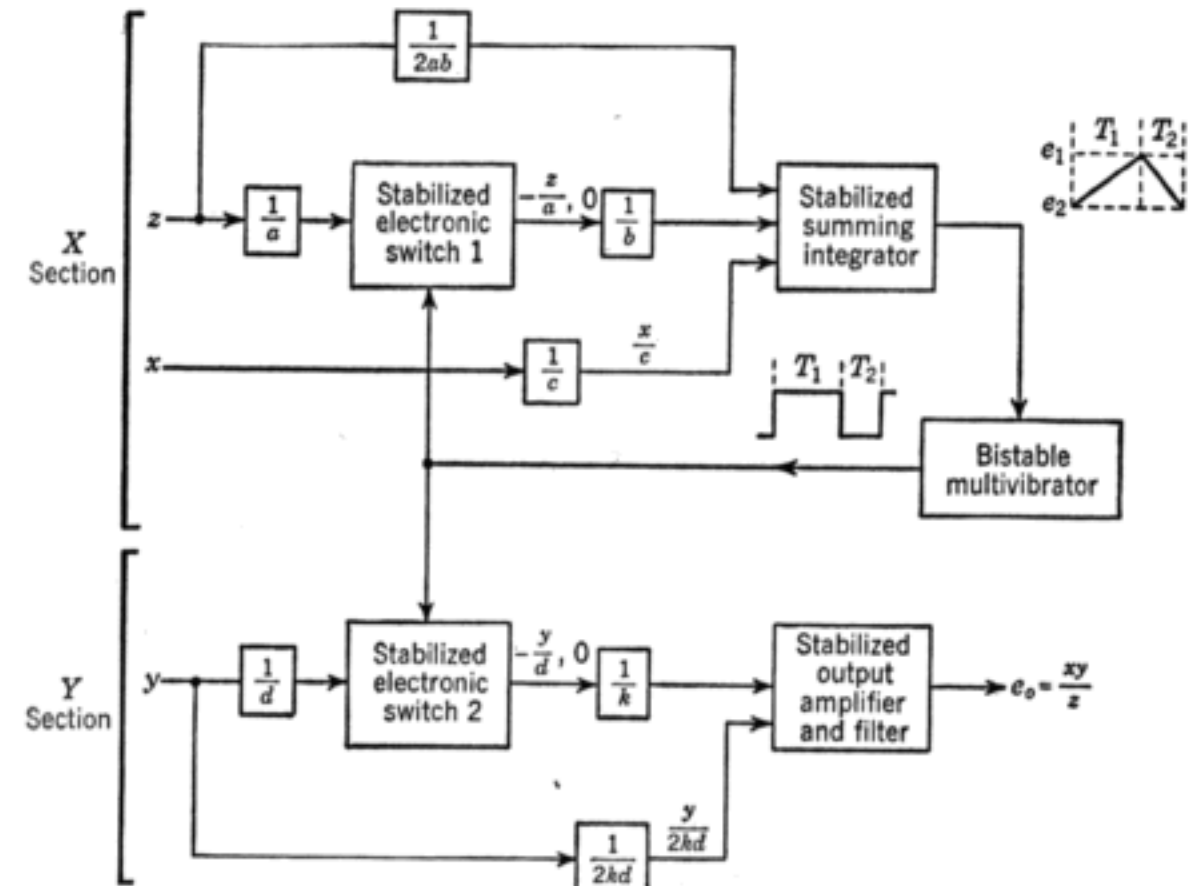 1/2ab
T1 T2
e1
e2
z
1/a
Stabilized
electronic
switch 1
-z/a, 0
1/b
Stabilized
summing
integrator
X
Section
x
1/c
x/c
T1 T2
Bistable
multivibrator
Y
Section
y
1/d
Stabilized
electronic
switch 2
-y/d, 0
1/k
Stabilized
output
amplifier
and filter
eo = xy/z
1/2kd
y/2kd